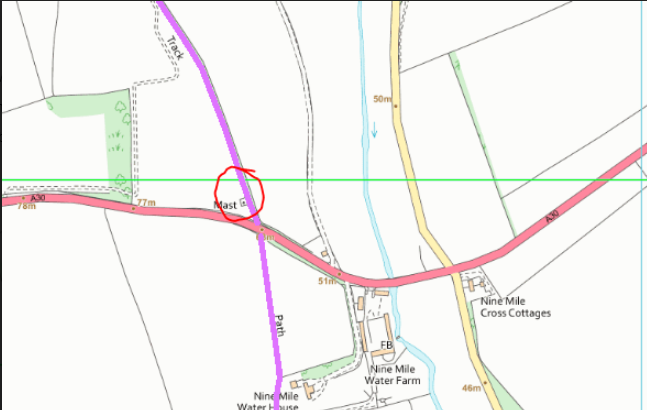 Track
50m
A30
78m
77m
Mast
A30
51m
Nine Mile
Cross Cottages
Path
FB
Nine Mile
Water Farm
46m
Nine Mile
Water House